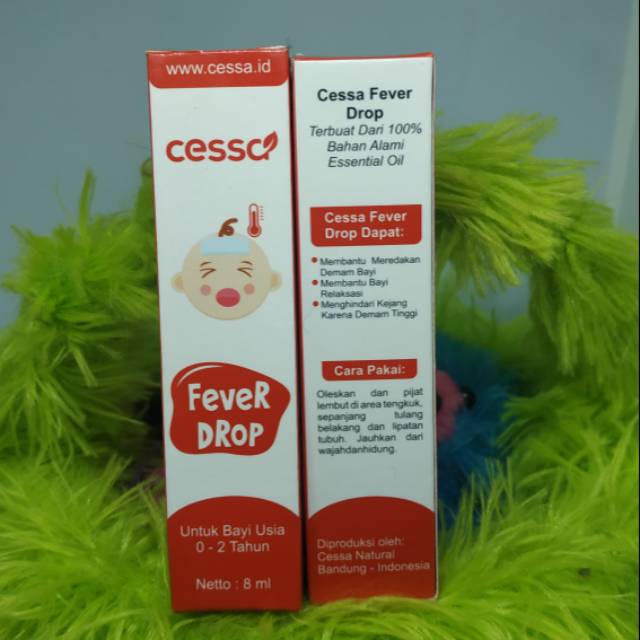 www.cessa.id
cessa
Fever
DROP
Untuk Bayi Usia
0 - 2 Tahun
Netto : 8 ml
Cessa Fever
Drop
Terbuat Dari 100%
Bahan Alami
Essential Oil
Cessa Fever
Drop Dapat:
Membantu Meredakan
Demam Bayi
Membantu Bayi
Relaksasi
Menghindari Kejang
Karena Demam Tinggi
Cara Pakai:
Oleskan dan pijat
lembut di area tengkuk,
sepanjang tulang
belakang dan lipatan
tubuh. Jauhkan dari
wajahdanhidung.
Diproduksi oleh:
Cessa Natural
Bandung - Indonesia